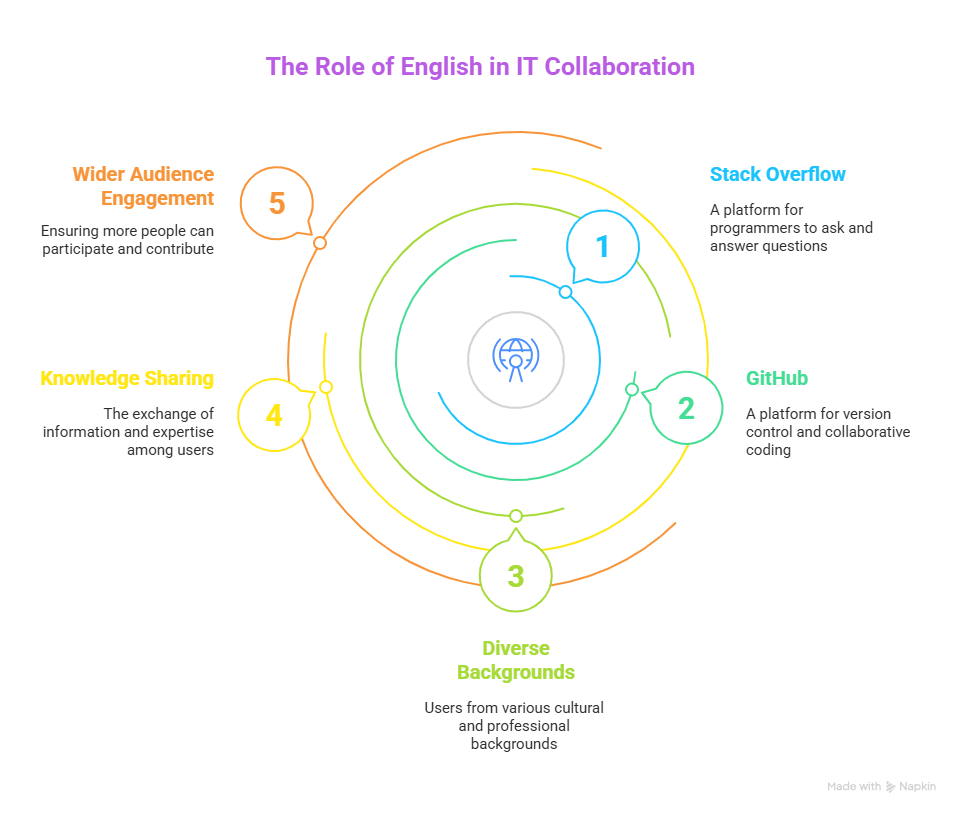 The Role of English in IT Collaboration
1
Stack Overflow
A platform for
programmers to ask and
answer questions
2
GitHub
A platform for version
control and collaborative
coding
3
Diverse
Backgrounds
Users from various cultural
and professional
backgrounds
4
Knowledge Sharing
The exchange of
information and expertise
among users
5
Wider Audience
Engagement
Ensuring more people can
participate and contribute
Made with Napkin